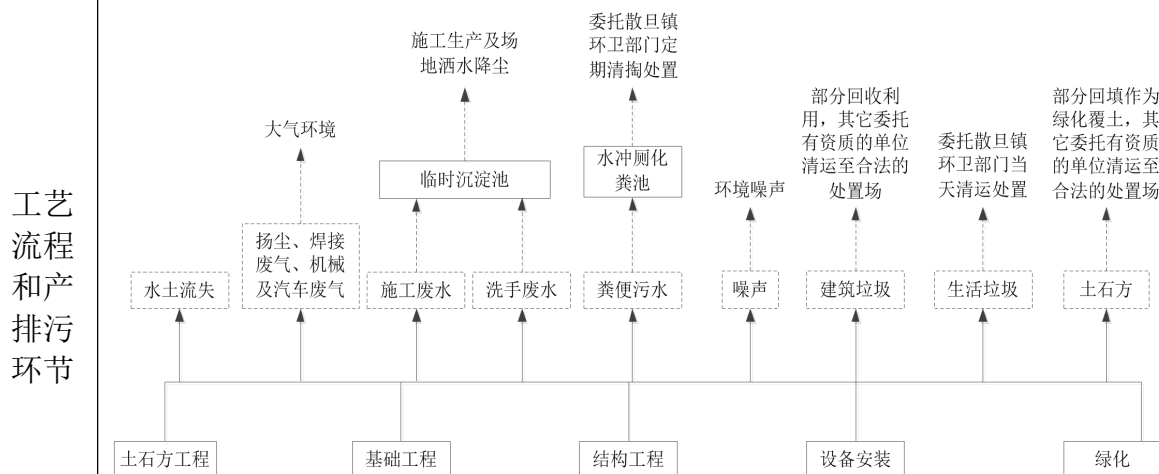 工艺
流程
和产
排污
环节
施工生产及场
地洒水降尘
委托散旦镇
环卫部门定
期清掏处置
大气环境
部分回收利
用，其它委托
有资质的单位
清运至合法的
处置场
委托散旦镇
环卫部门当
天清运处置
部分回填作为
绿化覆土，其
它委托有资质
的单位清运至
合法的处置场
临时沉淀池
水冲厕化
粪池
环境噪声
水土流失
扬尘、焊接
废气、机械
及汽车废气
施工废水
洗手废水
粪便污水
噪声
建筑垃圾
生活垃圾
土石方
土石方工程
基础工程
结构工程
设备安装
绿化